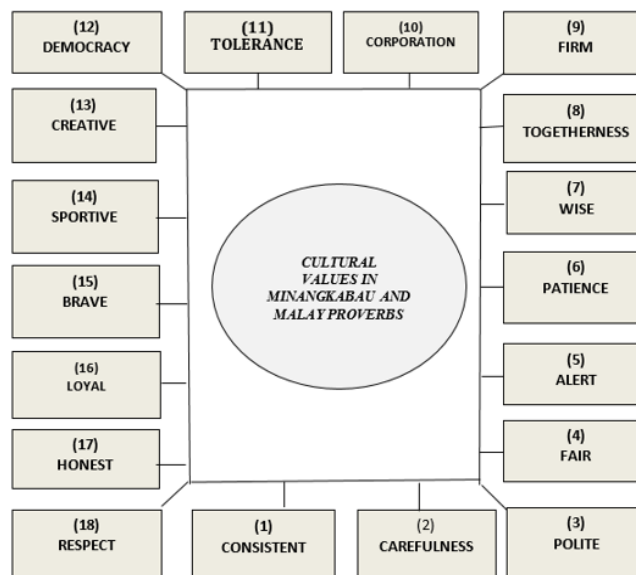 (12)
DEMOCRACY
(11)
TOLERANCE
(10)
CORPORATION
(9)
FIRM
(13)
CREATIVE
(8)
TOGETHERNESS
(14)
SPORTIVE
(7)
WISE
CULTURAL
VALUES IN
MINANGKABAU AND
MALAY PROVERBS
(15)
BRAVE
(6)
PATIENCE
(16)
LOYAL
(5)
ALERT
(17)
HONEST
(4)
FAIR
(18)
RESPECT
(1)
CONSISTENT
(2)
CAREFULNESS
(3)
POLITE